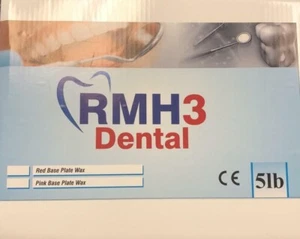 RMH3
Dental
Red Base Plate Wax
Pink Base Plate Wax
CE 5lb